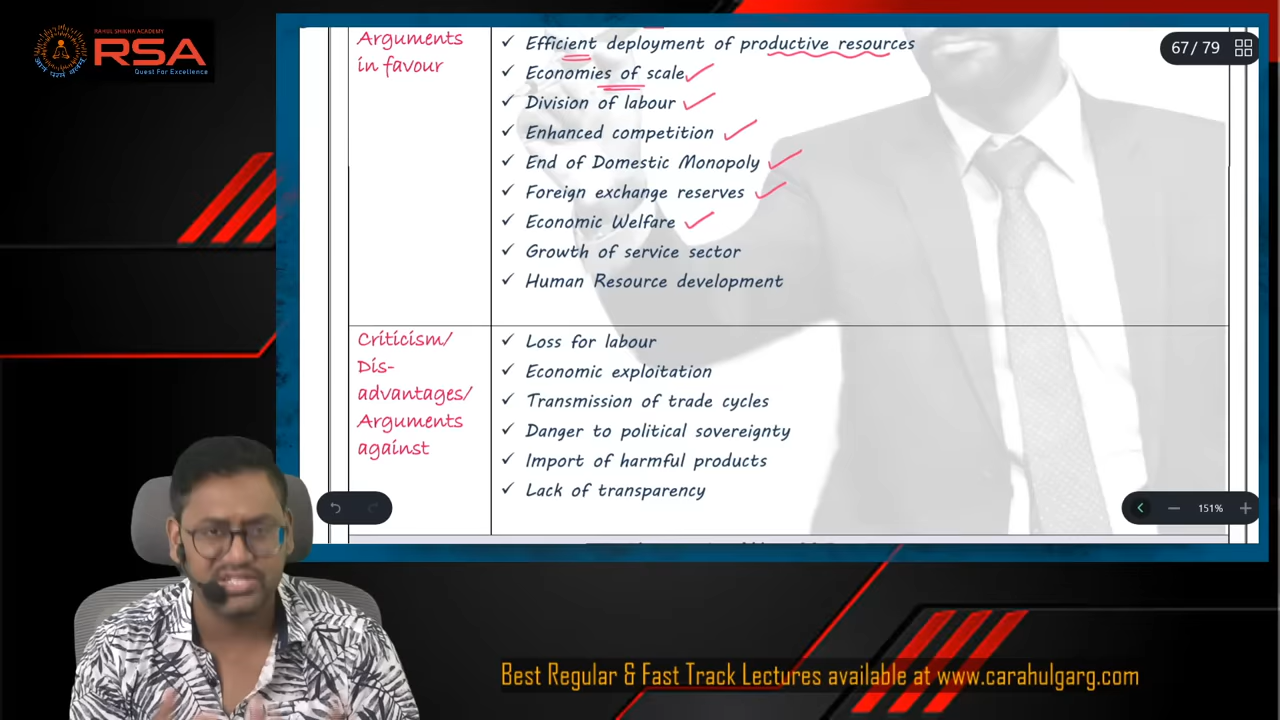 RAHUL SHIKHA ACADEMY
RSA
Quest For Excellence
67 / 79
Arguments
in favour
✓ Efficient deployment of productive resources
✓ Economies of scale
✓ Division of labour
✓ Enhanced competition
✓ End of Domestic Monopoly
✓ Foreign exchange reserves
✓ Economic Welfare
✓ Growth of service sector
✓ Human Resource development
Criticism/
Dis-
advantages/
Arguments
against
✓ Loss for labour
✓ Economic exploitation
✓ Transmission of trade cycles
✓ Danger to political sovereignty
✓ Import of harmful products
✓ Lack of transparency
151%
Best Regular & Fast Track Lectures available at www.carahulgarg.com